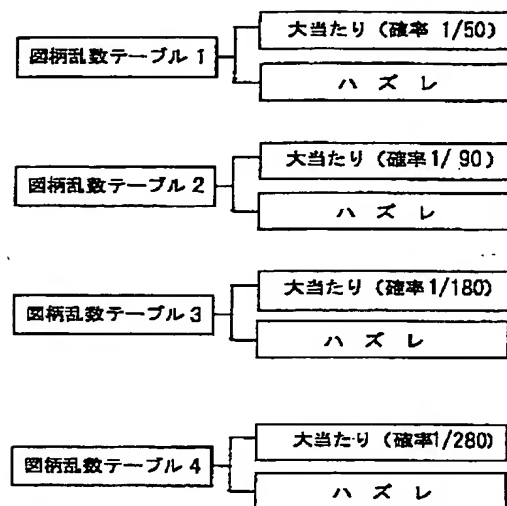 大当たり (確率 1/50)
図柄乱数テーブル 1
ハ ズ レ
大当たり (確率 1/ 90)
図柄乱数テーブル 2
ハ ズ レ
大当たり (確率1/180)
図柄乱数テーブル 3
ハ ズ レ
大当たり (確率1/280)
図柄乱数テーブル 4
ハ ズ レ